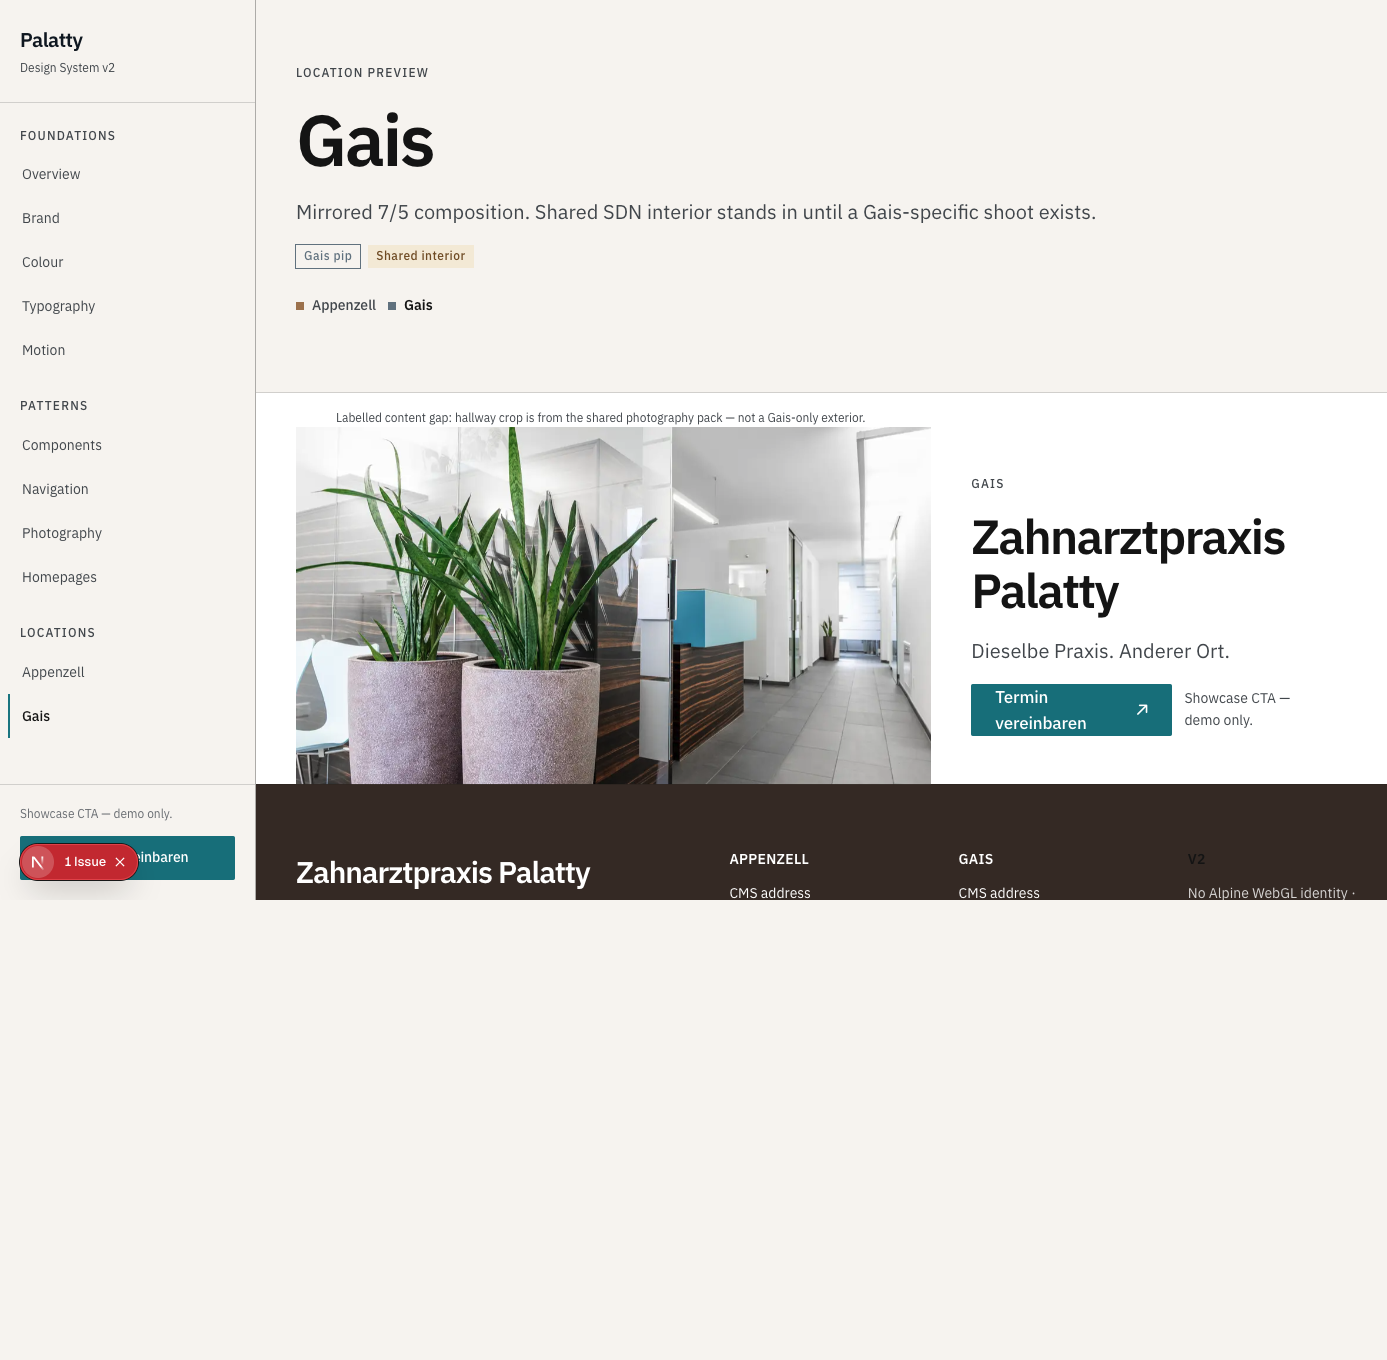 Palatty
Design System v2
FOUNDATIONS
Overview
Brand
Colour
Typography
Motion
PATTERNS
Components
Navigation
Photography
Homepages
LOCATIONS
Appenzell
Gais
Showcase CTA — demo only.
einbaren
1 Issue
LOCATION PREVIEW
Gais
Mirrored 7/5 composition. Shared SDN interior stands in until a Gais-specific shoot exists.
Gais pip
Shared interior
Appenzell
Gais
Labelled content gap: hallway crop is from the shared photography pack — not a Gais-only exterior.
GAIS
Zahnarztpraxis
Palatty
Dieselbe Praxis. Anderer Ort.
Termin
vereinbaren
Showcase CTA —
demo only.
Zahnarztpraxis Palatty
APPENZELL
CMS address
GAIS
CMS address
V2
No Alpine WebGL identity ·